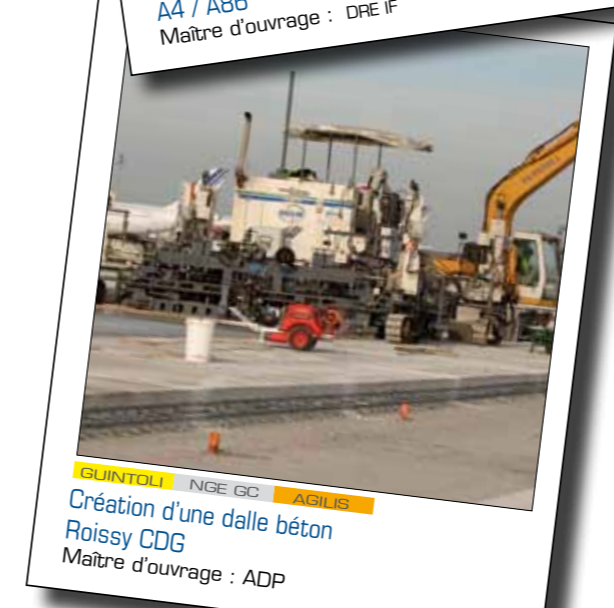 A4 / A86
Maître d'ouvrage : DRE IF
GUINTOLI NGE GC AGILIS
Création d'une dalle béton
Roissy CDG
Maître d'ouvrage : ADP